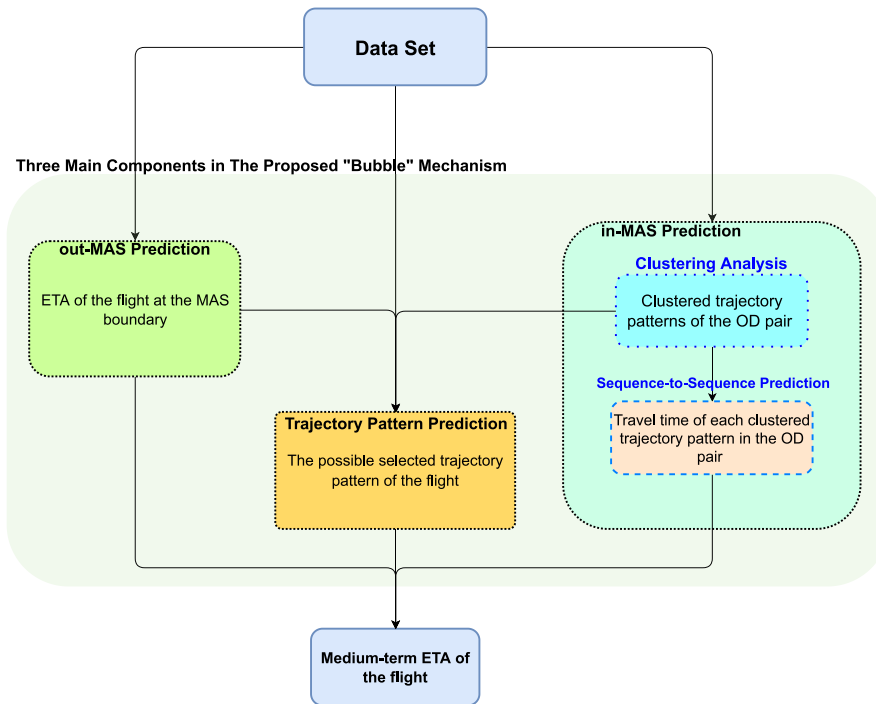 Data Set
Three Main Components in The Proposed "Bubble" Mechanism
out-MAS Prediction
ETA of the flight at the MAS
boundary
in-MAS Prediction
Clustering Analysis
Clustered trajectory
patterns of the OD pair
Sequence-to-Sequence Prediction
Travel time of each clustered
trajectory pattern in the OD
pair
Trajectory Pattern Prediction
The possible selected trajectory
pattern of the flight
Medium-term ETA of
the flight